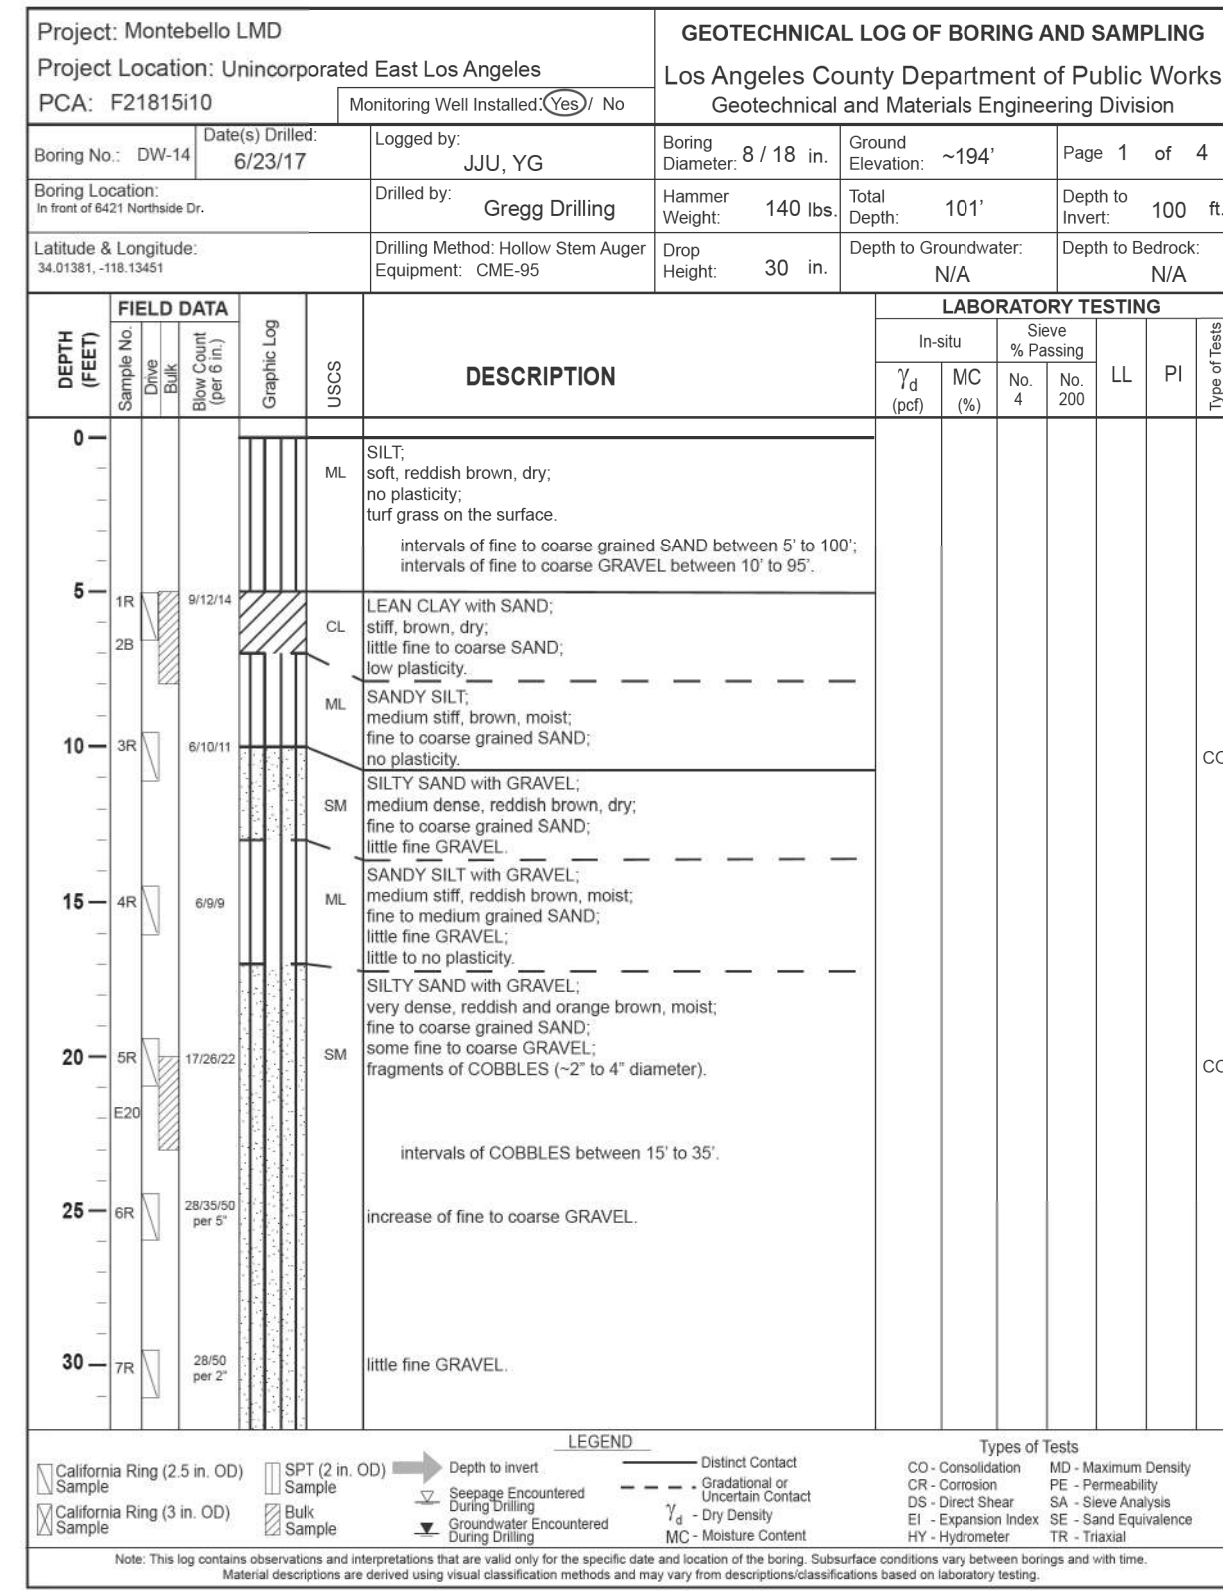 Project: Montebello LMD
Project Location: Unincorporated East Los Angeles
PCA: F21815i10
Monitoring Well Installed: Yes / No
GEOTECHNICAL LOG OF BORING AND SAMPLING
Los Angeles County Department of Public Works
Geotechnical and Materials Engineering Division
Boring No.: DW-14
Date(s) Drilled:
6/23/17
Logged by:
JJU, YG
Boring
Diameter: 8 / 18 in.
Ground
Elevation: ~194'
Page 1 of 4
Boring Location:
In front of 6421 Northside Dr.
Drilled by:
Gregg Drilling
Hammer
Weight: 140 lbs.
Total
Depth: 101'
Depth to
Invert: 100 ft.
Latitude & Longitude:
34.01381, -118.13451
Drilling Method: Hollow Stem Auger
Equipment: CME-95
Drop
Height: 30 in.
Depth to Groundwater:
N/A
Depth to Bedrock:
N/A
DEPTH
(FEET)
FIELD DATA
Sample No.
Drive
Bulk
Blow Count
(per 6 in.)
Graphic Log
USCS
DESCRIPTION
LABORATORY TESTING
In-situ
Sieve
% Passing
γd
(pcf)
MC
(%)
No.
4
No.
200
LL
PI
Type of Tests
0
ML
SILT;
soft, reddish brown, dry;
no plasticity;
turf grass on the surface.
intervals of fine to coarse grained SAND between 5' to 100';
intervals of fine to coarse GRAVEL between 10' to 95'.
5
1R
9/12/14
2B
CL
LEAN CLAY with SAND;
stiff, brown, dry;
little fine to coarse SAND;
low plasticity.
ML
SANDY SILT;
medium stiff, brown, moist;
fine to coarse grained SAND;
no plasticity.
10
3R
6/10/11
CO
SM
SILTY SAND with GRAVEL;
medium dense, reddish brown, dry;
fine to coarse grained SAND;
little fine GRAVEL.
15
4R
6/9/9
ML
SANDY SILT with GRAVEL;
medium stiff, reddish brown, moist;
fine to medium grained SAND;
little fine GRAVEL;
little to no plasticity.
20
5R
17/26/22
SM
SILTY SAND with GRAVEL;
very dense, reddish and orange brown, moist;
fine to coarse grained SAND;
some fine to coarse GRAVEL;
fragments of COBBLES (~2" to 4" diameter).
CO
E20
intervals of COBBLES between 15' to 35'.
25
6R
28/35/50
per 5"
increase of fine to coarse GRAVEL.
30
7R
28/50
per 2"
little fine GRAVEL.
LEGEND
California Ring (2.5 in. OD)
Sample
California Ring (3 in. OD)
Sample
SPT (2 in. OD)
Sample
Bulk
Sample
Depth to invert
Seepage Encountered
During Drilling
Groundwater Encountered
During Drilling
Distinct Contact
Gradational or
Uncertain Contact
γd - Dry Density
MC - Moisture Content
Types of Tests
CO - Consolidation
CR - Corrosion
DS - Direct Shear
EI - Expansion Index
HY - Hydrometer
MD - Maximum Density
PE - Permeability
SA - Sieve Analysis
SE - Sand Equivalence
TR - Triaxial
Note: This log contains observations and interpretations that are valid only for the specific date and location of the boring. Subsurface conditions vary between borings and with time.
Material descriptions are derived using visual classification methods and may vary from descriptions/classifications based on laboratory testing.